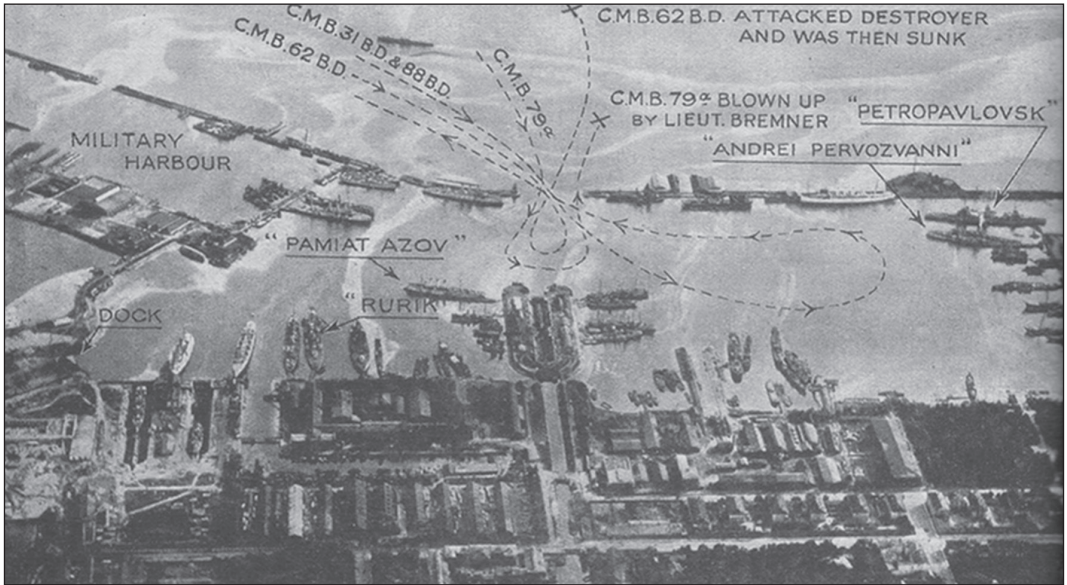 C.M.B.31 B.D.& 88 B.D.
C.M.B.62 B.D.
C.M.B. 79ª
C.M.B.62 B.D. ATTACKED DESTROYER
AND WAS THEN SUNK
C.M.B. 79ª BLOWN UP
BY LIEUT. BREMNER
"PETROPAVLOVSK"
"ANDREI PERVOZVANNI"
MILITARY
HARBOUR
"PAMIAT AZOV"
"RURIK"
DOCK